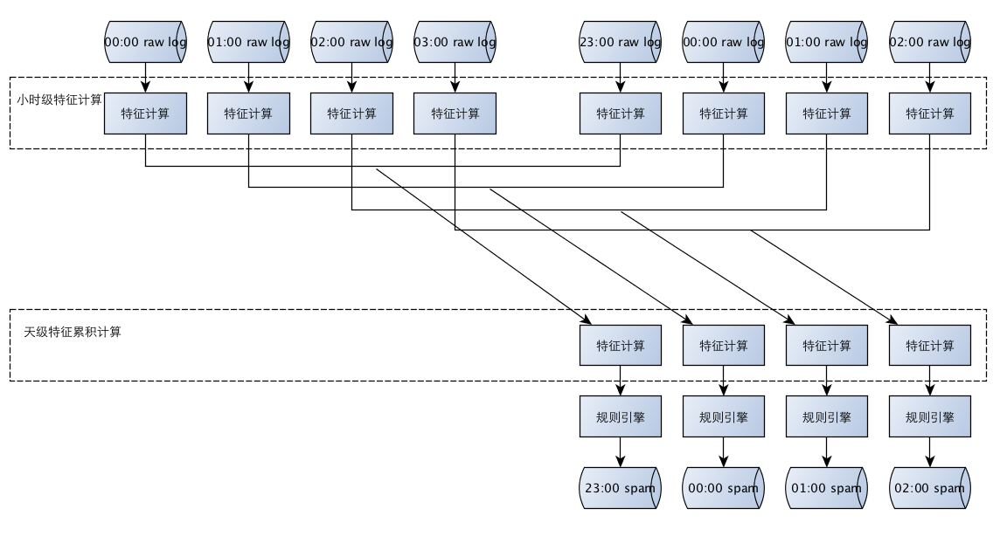 00:00 raw log
01:00 raw log
02:00 raw log
03:00 raw log
23:00 raw log
00:00 raw log
01:00 raw log
02:00 raw log
小时级特征计算
特征计算
特征计算
特征计算
特征计算
特征计算
特征计算
特征计算
特征计算
天级特征累积计算
特征计算
特征计算
特征计算
特征计算
规则引擎
规则引擎
规则引擎
规则引擎
23:00 spam
00:00 spam
01:00 spam
02:00 spam